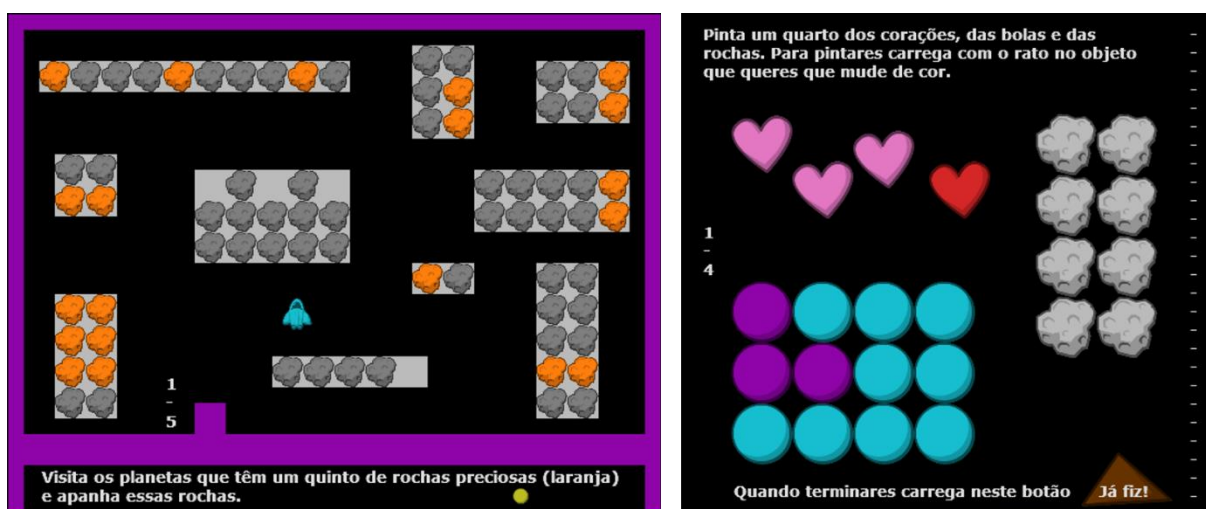 1
-
5
Visita os planetas que têm um quinto de rochas preciosas (laranja)
e apanha essas rochas.
Pinta um quarto dos corações, das bolas e das
rochas. Para pintares carrega com o rato no objeto
que queres que mude de cor.
1
-
4
Quando terminares carrega neste botão
Já fiz!